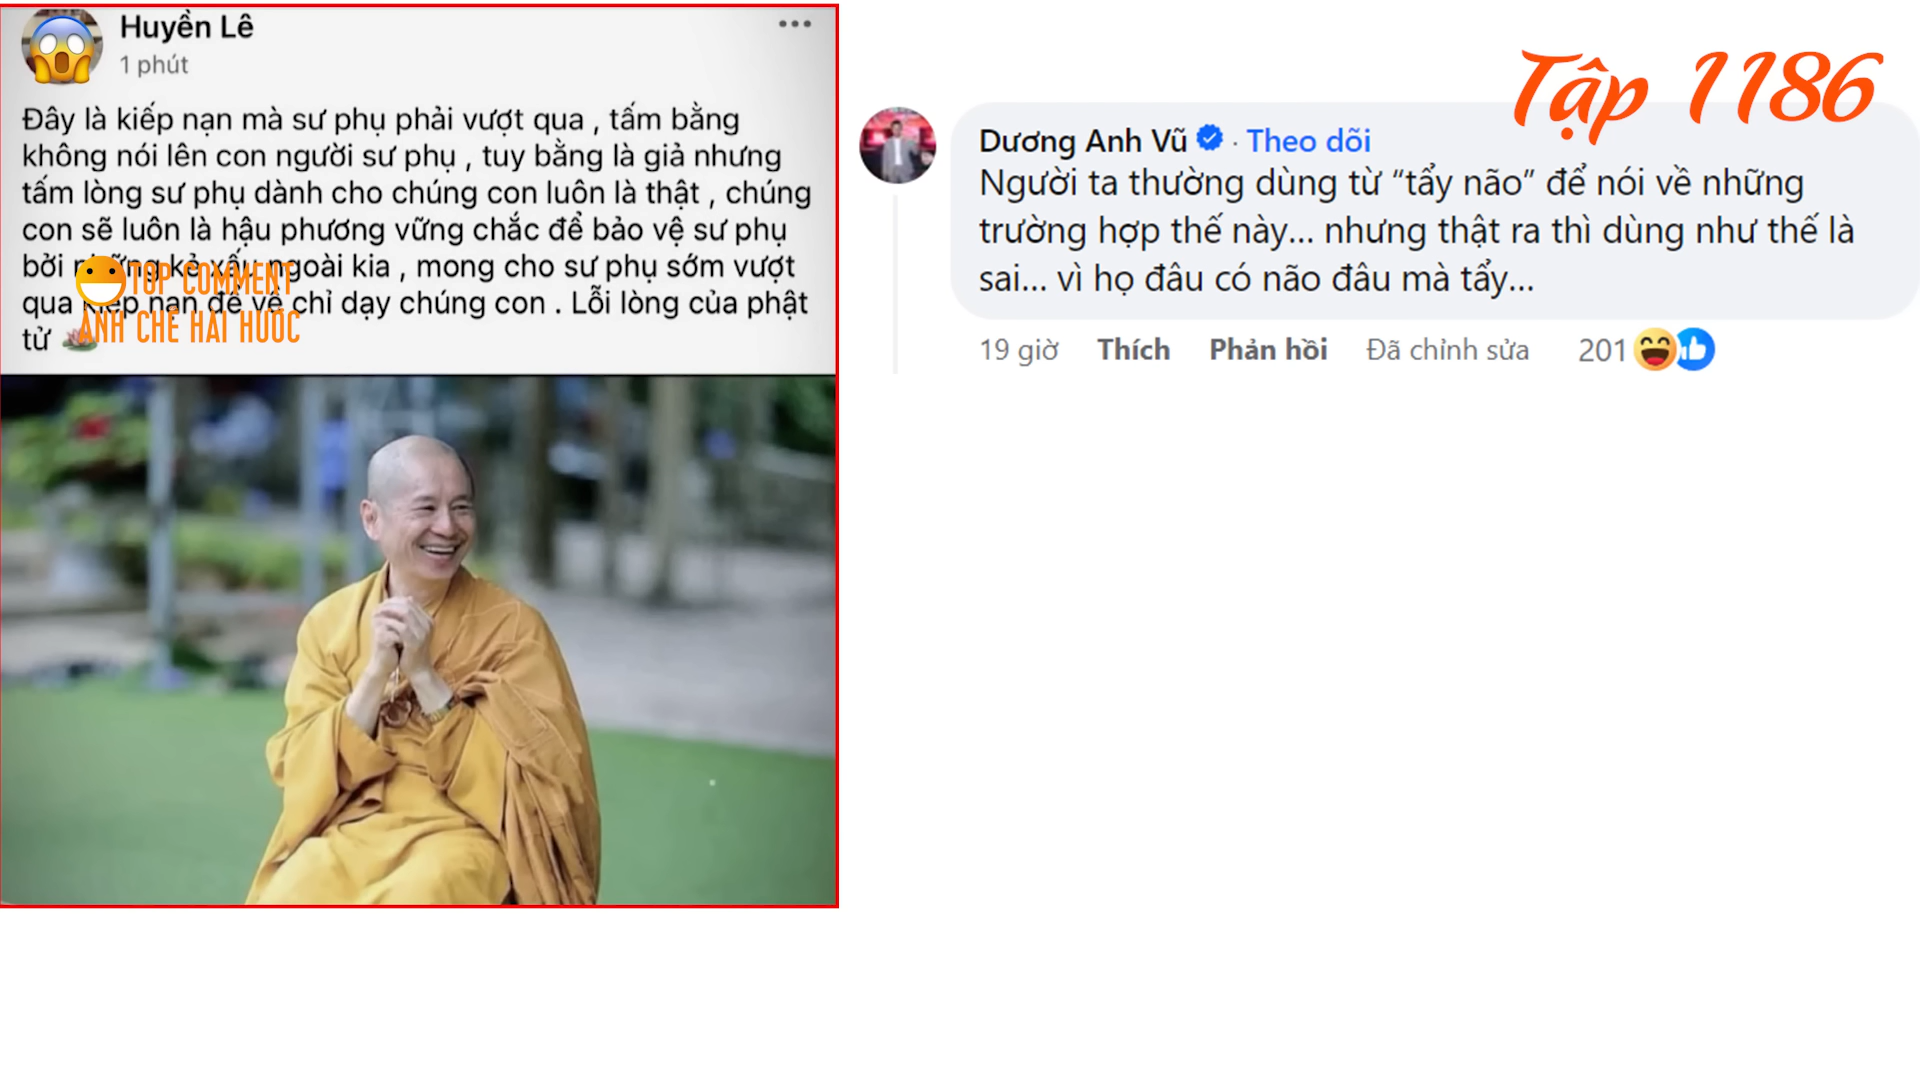 Huyền Lê
1 phút
Đây là kiếp nạn mà sư phụ phải vượt qua , tấm bằng
không nói lên con người sư phụ , tuy bằng là giả nhưng
tấm lòng sư phụ dành cho chúng con luôn là thật , chúng
con sẽ luôn là hậu phương vững chắc để bảo vệ sư phụ
bởi những kẻ xấu ngoài kia , mong cho sư phụ sớm vượt
qua kiếp nạn để về chỉ dạy chúng con . Lỗi lòng của phật
tử
TOP COMMENT
ẢNH CHẾ HÀI HƯỚC
Tập 1186
Dương Anh Vũ · Theo dõi
Người ta thường dùng từ “tẩy não” để nói về những
trường hợp thế này... nhưng thật ra thì dùng như thế là
sai... vì họ đâu có não đâu mà tẩy...
19 giờ Thích Phản hồi Đã chỉnh sửa 201